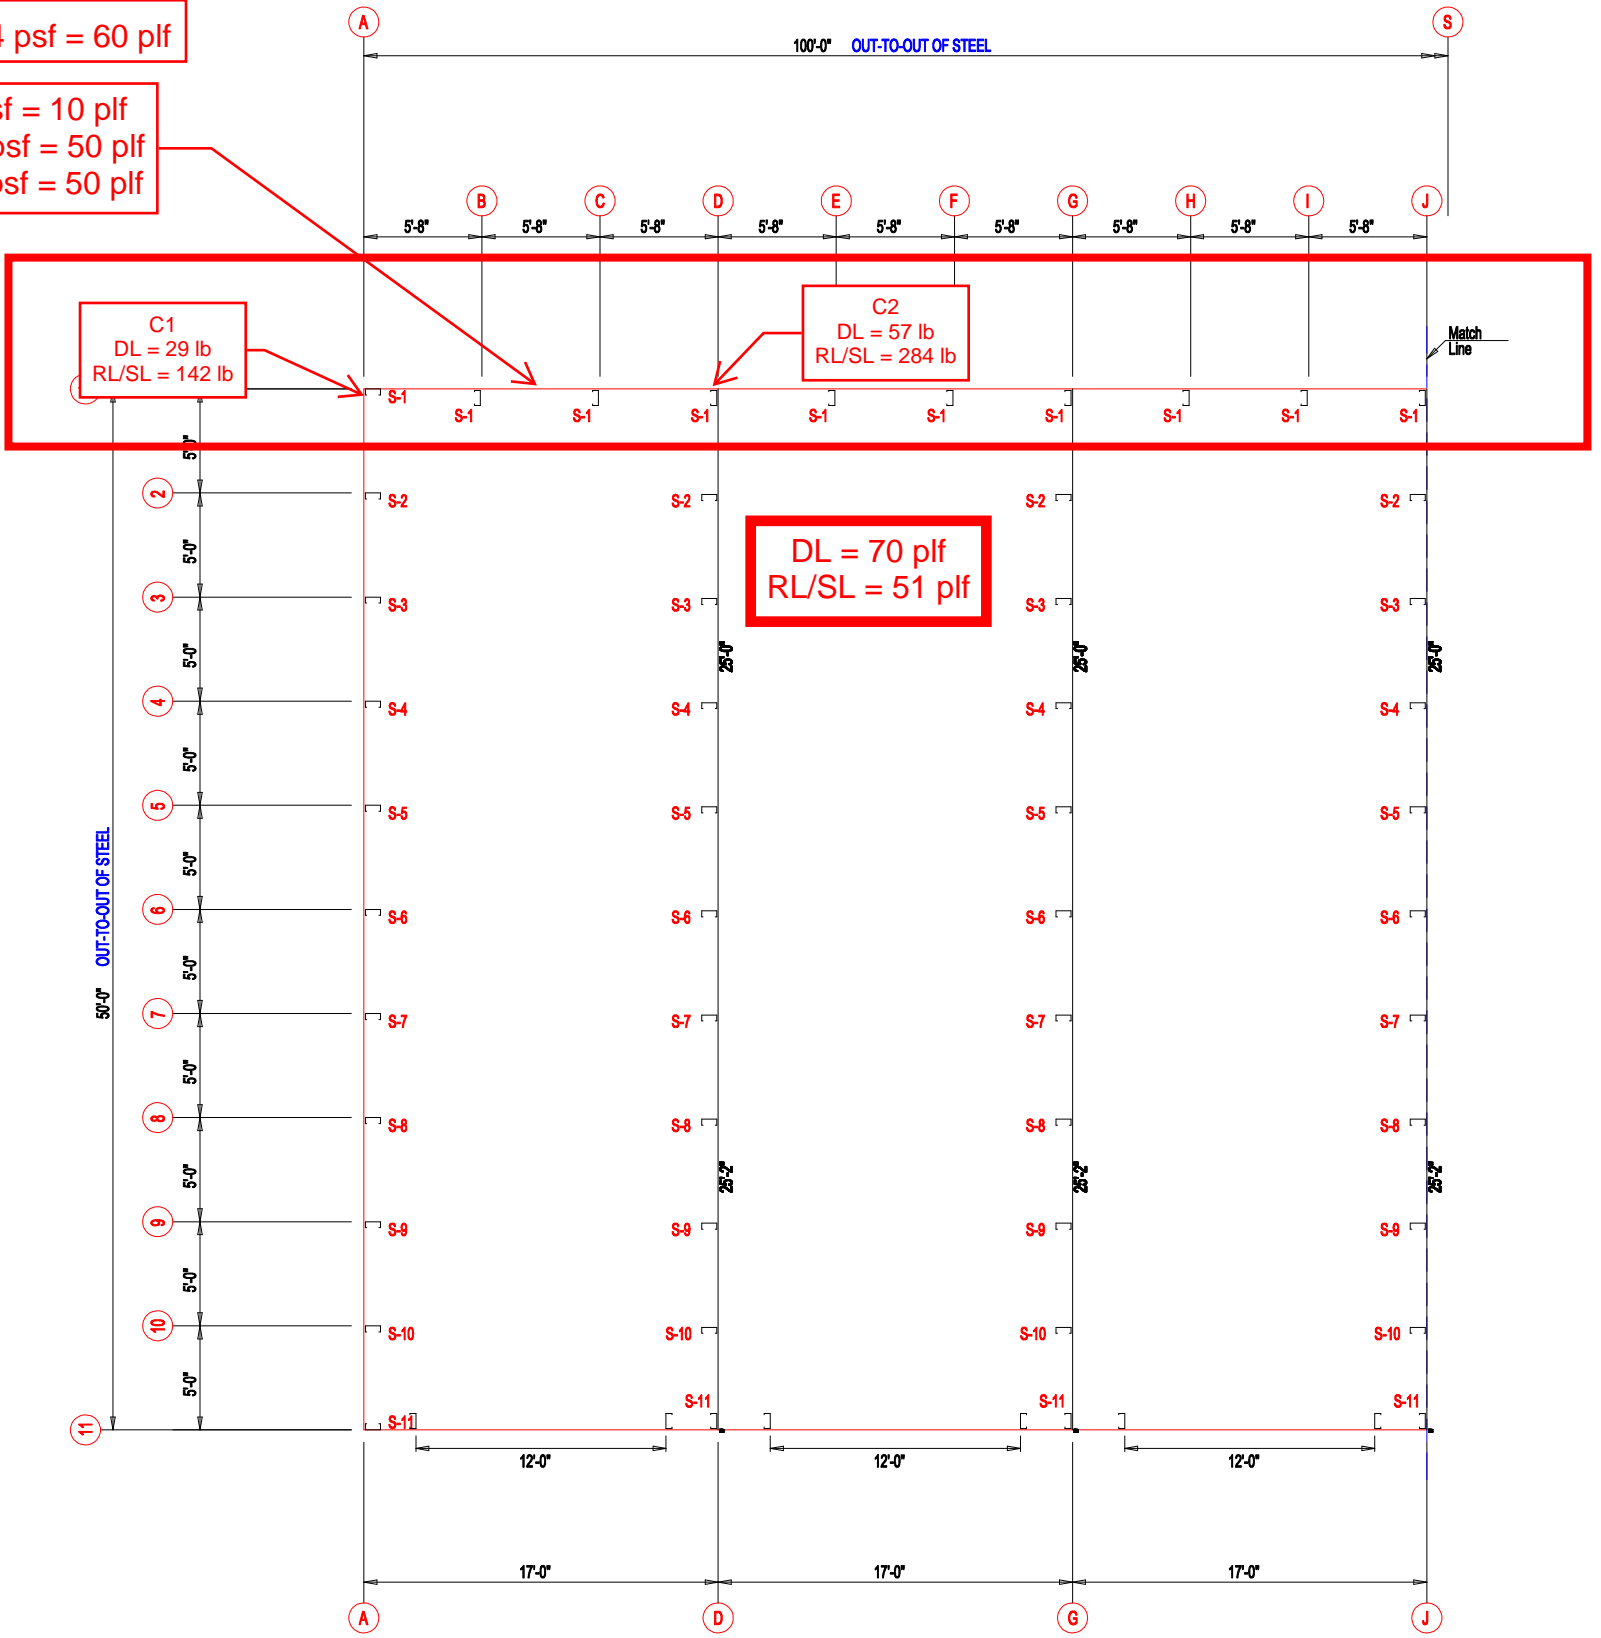 A
S
4 psf = 60 plf
100'-0" OUT-TO-OUT OF STEEL
sf = 10 plf
psf = 50 plf
psf = 50 plf
B
C
D
E
F
G
H
I
J
5'-8"
5'-8"
5'-8"
5'-8"
5'-8"
5'-8"
5'-8"
5'-8"
5'-8"
C1
DL = 29 lb
RL/SL = 142 lb
C2
DL = 57 lb
RL/SL = 284 lb
Match
Line
S-1
S-1
S-1
S-1
S-1
S-1
S-1
S-1
S-1
S-1
5'-0"
2
S-2
S-2
S-2
S-2
DL = 70 plf
RL/SL = 51 plf
5'-0"
3
S-3
S-3
S-3
S-3
5'-0"
25'-0"
25'-0"
25'-0"
4
S-4
S-4
S-4
S-4
5'-0"
5
S-5
S-5
S-5
S-5
5'-0"
6
S-6
S-6
S-6
S-6
50'-0" OUT-TO-OUT OF STEEL
5'-0"
7
S-7
S-7
S-7
S-7
5'-0"
8
S-8
S-8
S-8
S-8
5'-0"
25'-2"
25'-2"
25'-2"
9
S-9
S-9
S-9
S-9
5'-0"
10
S-10
S-10
S-10
S-10
5'-0"
S-11
S-11
S-11
11
S-11
12'-0"
12'-0"
12'-0"
17'-0"
17'-0"
17'-0"
A
D
G
J